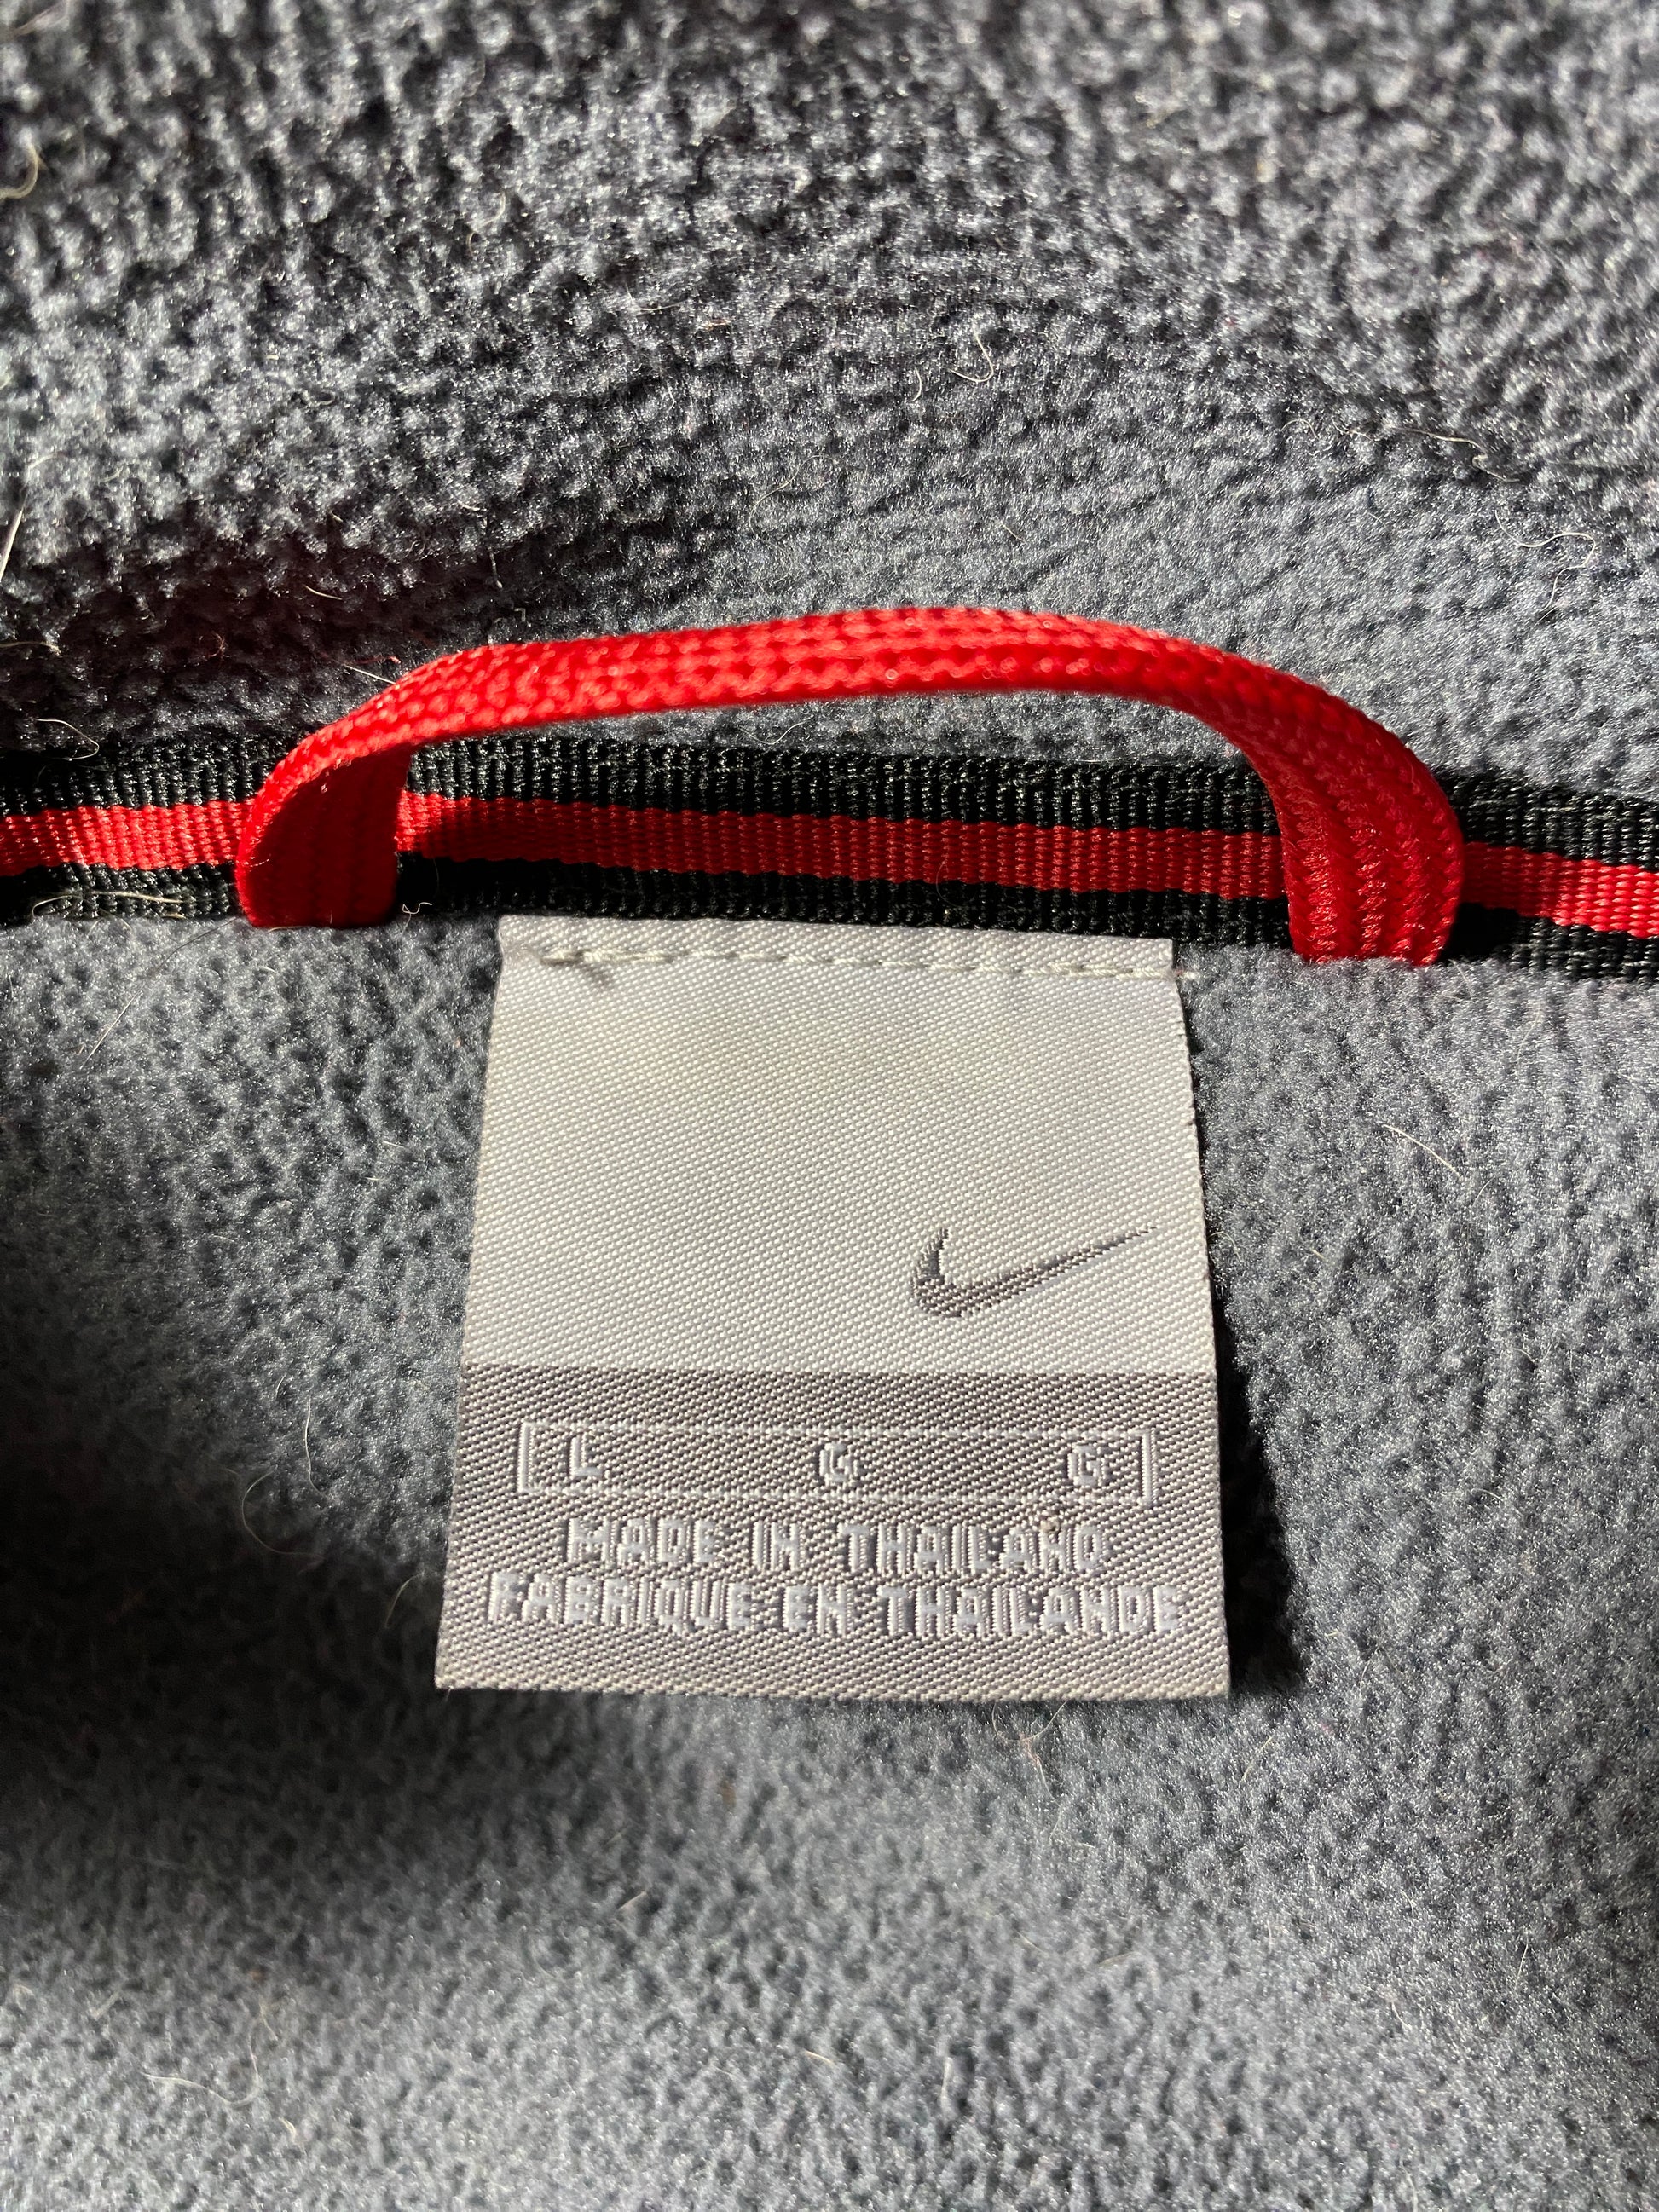 L G G
MADE IN THAILAND
FABRIQUE EN THAILANDE